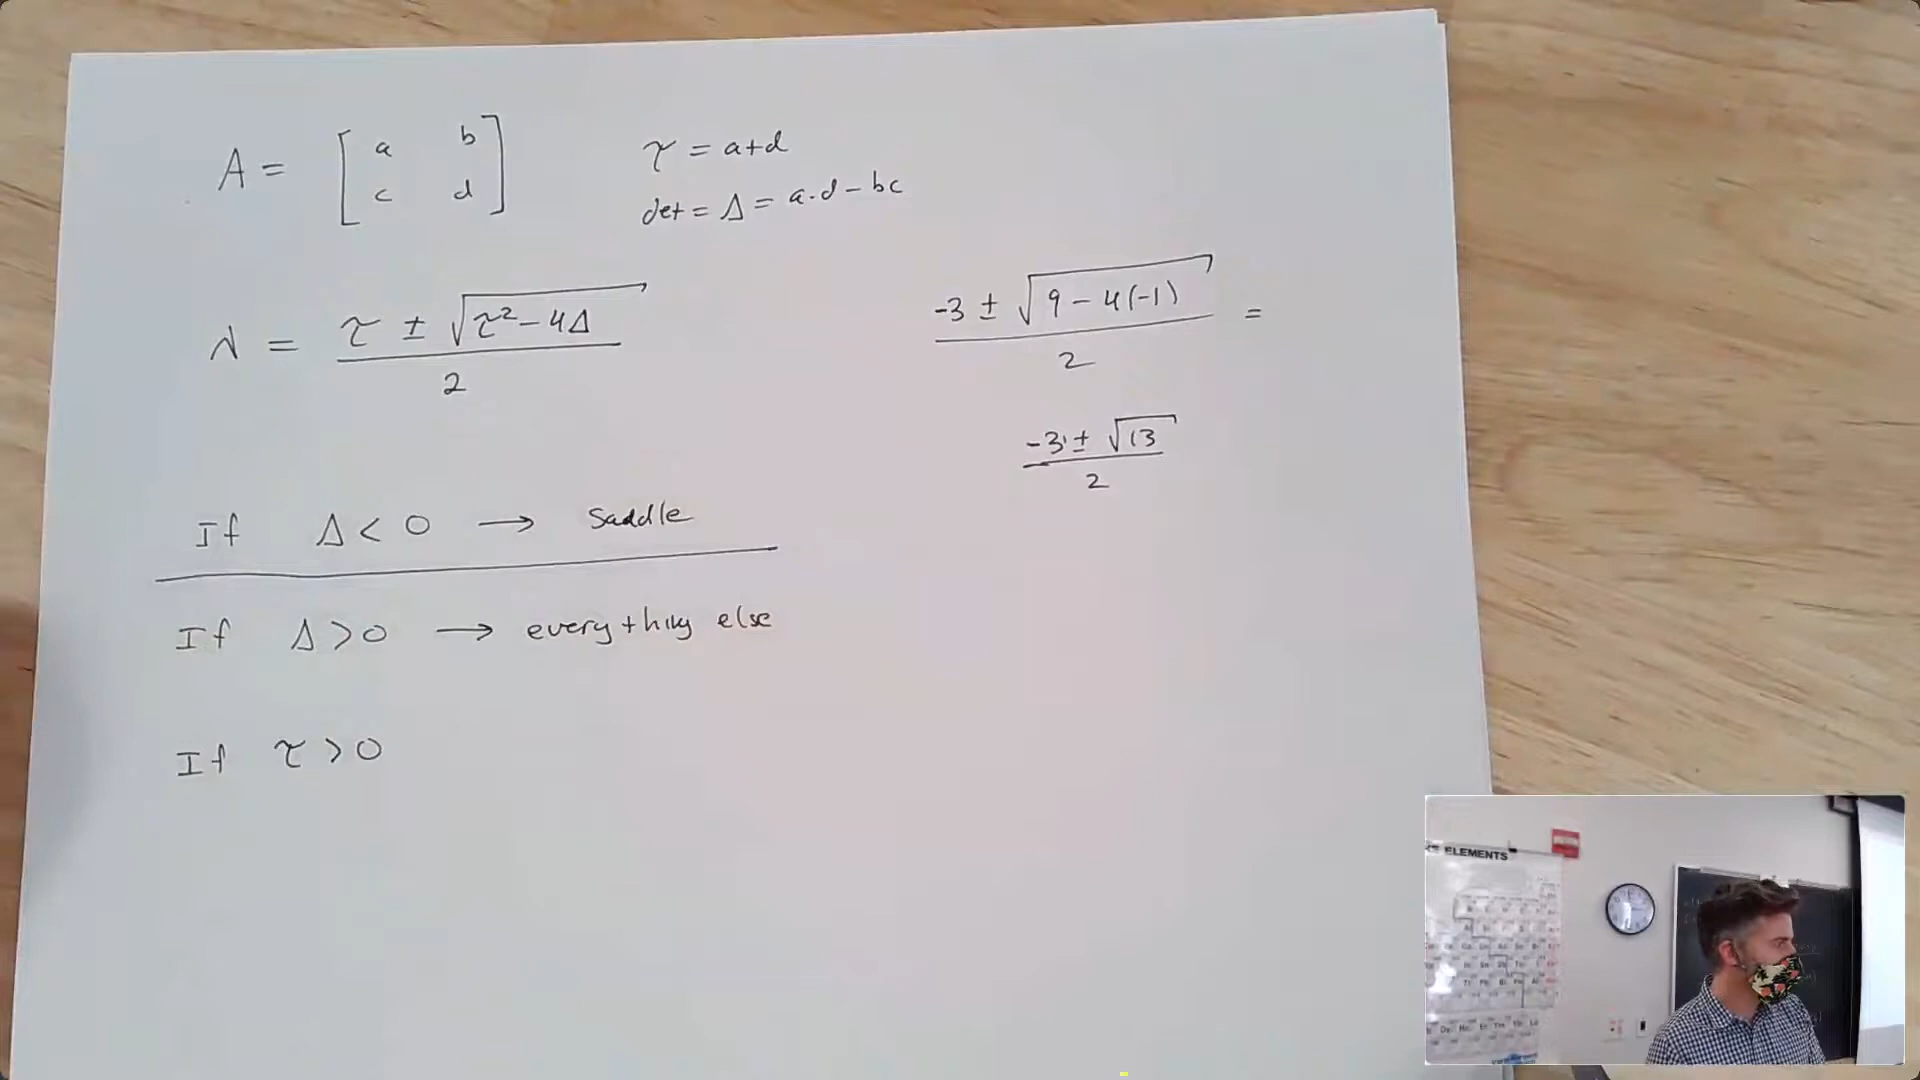 A = [ a b
c d ]
τ = a+d
det = Δ = a·d - bc
λ = τ ± √τ² - 4Δ
2
-3 ± √9 - 4(-1) =
2
-3 ± √13
2
If Δ < 0 → saddle
If Δ > 0 → everything else
If τ > 0
ELEMENTS